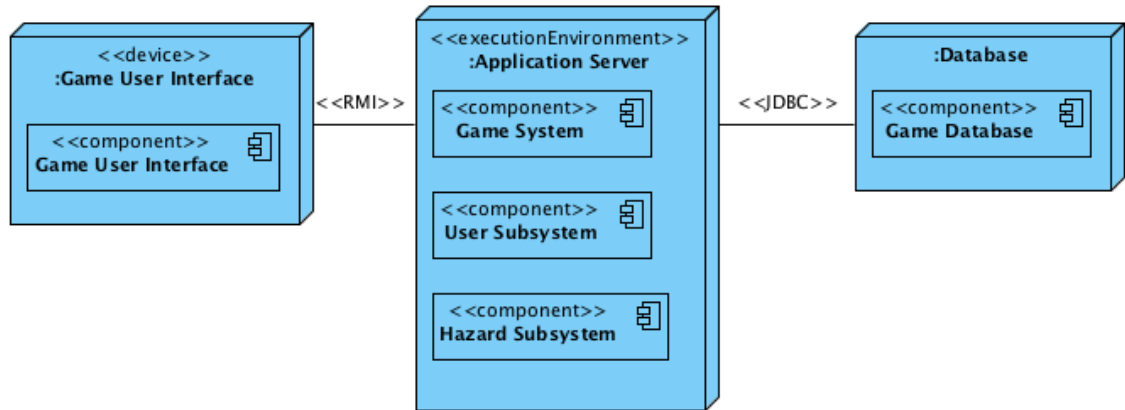 <<device>>
:Game User Interface
<<component>>
Game User Interface
<<RMI>>
<<executionEnvironment>>
:Application Server
<<component>>
Game System
<<component>>
User Subsystem
<<component>>
Hazard Subsystem
<<JDBC>>
:Database
<<component>>
Game Database